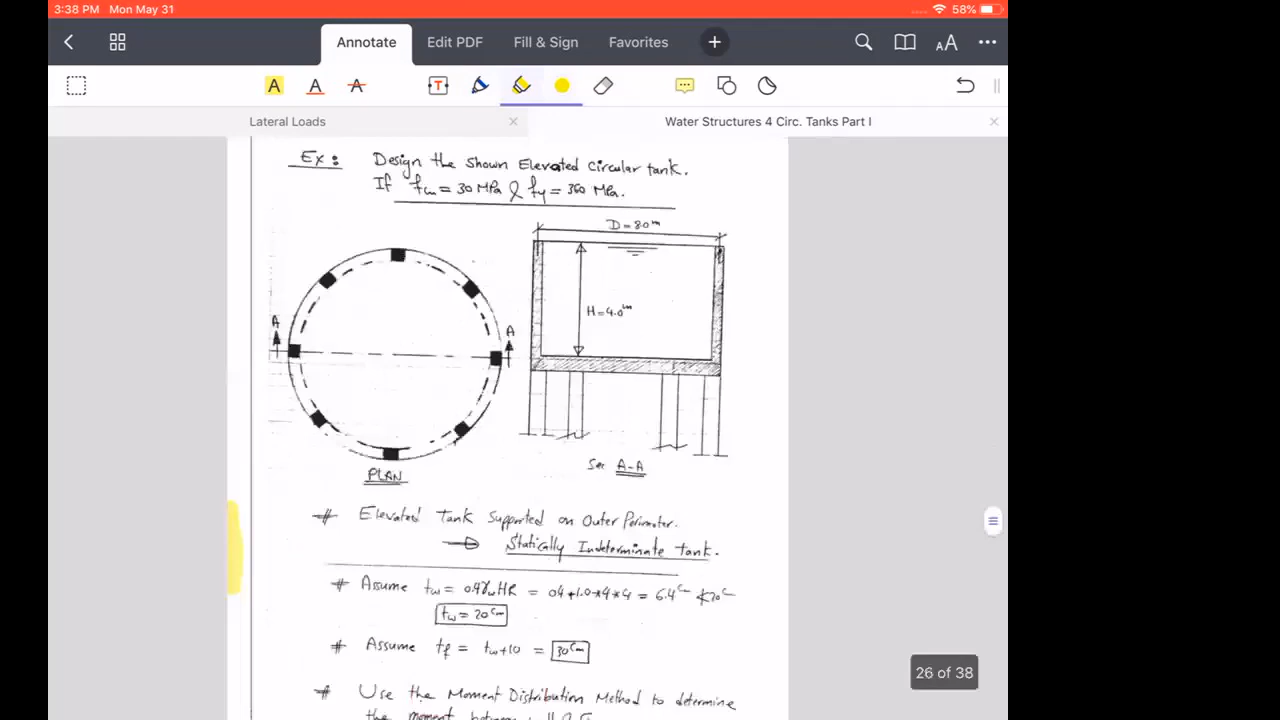 3:38 PM Mon May 31
58%
Annotate
Edit PDF
Fill & Sign
Favorites
AA
A A A T
Lateral Loads
Water Structures 4 Circ. Tanks Part I
Ex: Design the shown Elevated Circular tank.
If fcu = 30 MPa & fy = 360 MPa.
D = 8.0 m
H = 4.0 m
A
A
PLAN
Sec A-A
# Elevated Tank Supported on Outer Perimeter.
⇒ Statically Indeterminate tank.
# Assume tw = 0.4 γw HR = 0.4 * 1.0 * 4 * 4 = 6.4 cm ≮ 20 cm
tw = 20 cm
# Assume tf = tw + 10 = 30 cm
# Use the Moment Distribution Method to determine
the moment between
26 of 38